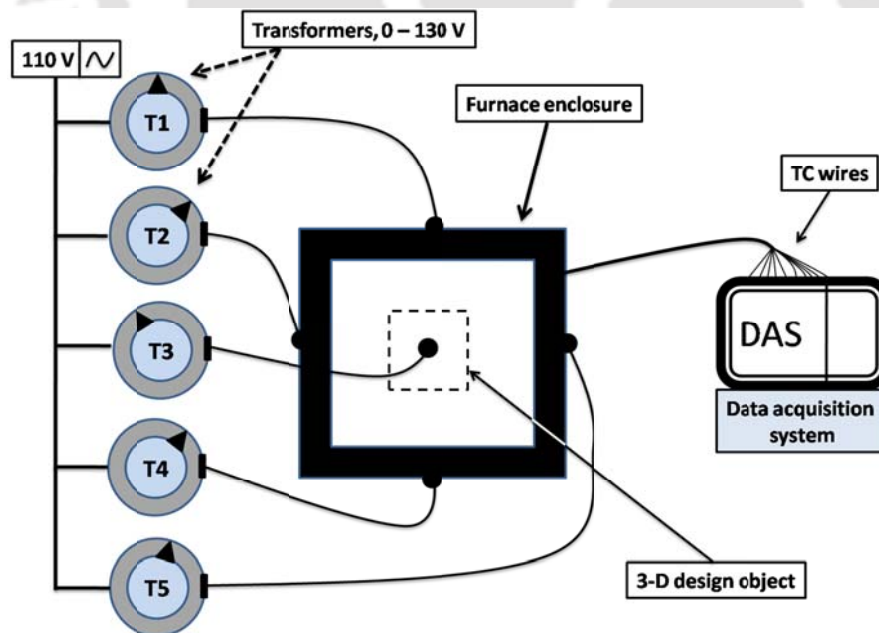 Transformers, 0 – 130 V
110 V
T1
Furnace enclosure
TC wires
T2
T3
DAS
Data acquisition
system
T4
T5
3-D design object